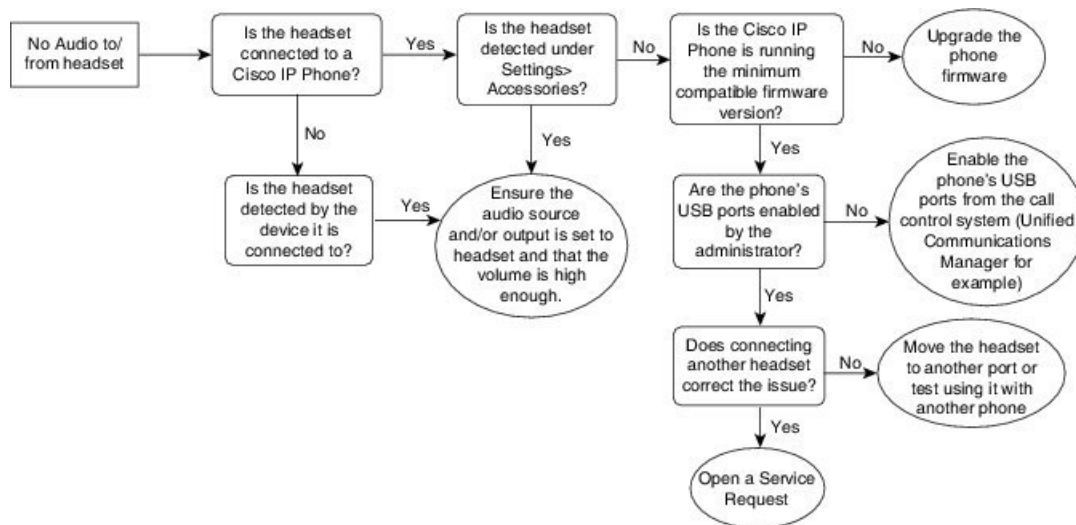 No Audio to/
from headset
Is the headset
connected to a
Cisco IP Phone?
Yes
Is the headset
detected under
Settings>
Accessories?
No
Is the Cisco IP
Phone is running
the minimum
compatible firmware
version?
No
Upgrade the
phone
firmware
No
Yes
Yes
Is the headset
detected by the
device it is
connected to?
Yes
Ensure the
audio source
and/or output is set to
headset and that the
volume is high
enough.
Are the phone's
USB ports enabled
by the
administrator?
No
Enable the
phone's USB
ports from the call
control system (Unified
Communications
Manager for
example)
Yes
Does connecting
another headset
correct the issue?
No
Move the headset
to another port or
test using it with
another phone
Yes
Open a Service
Request